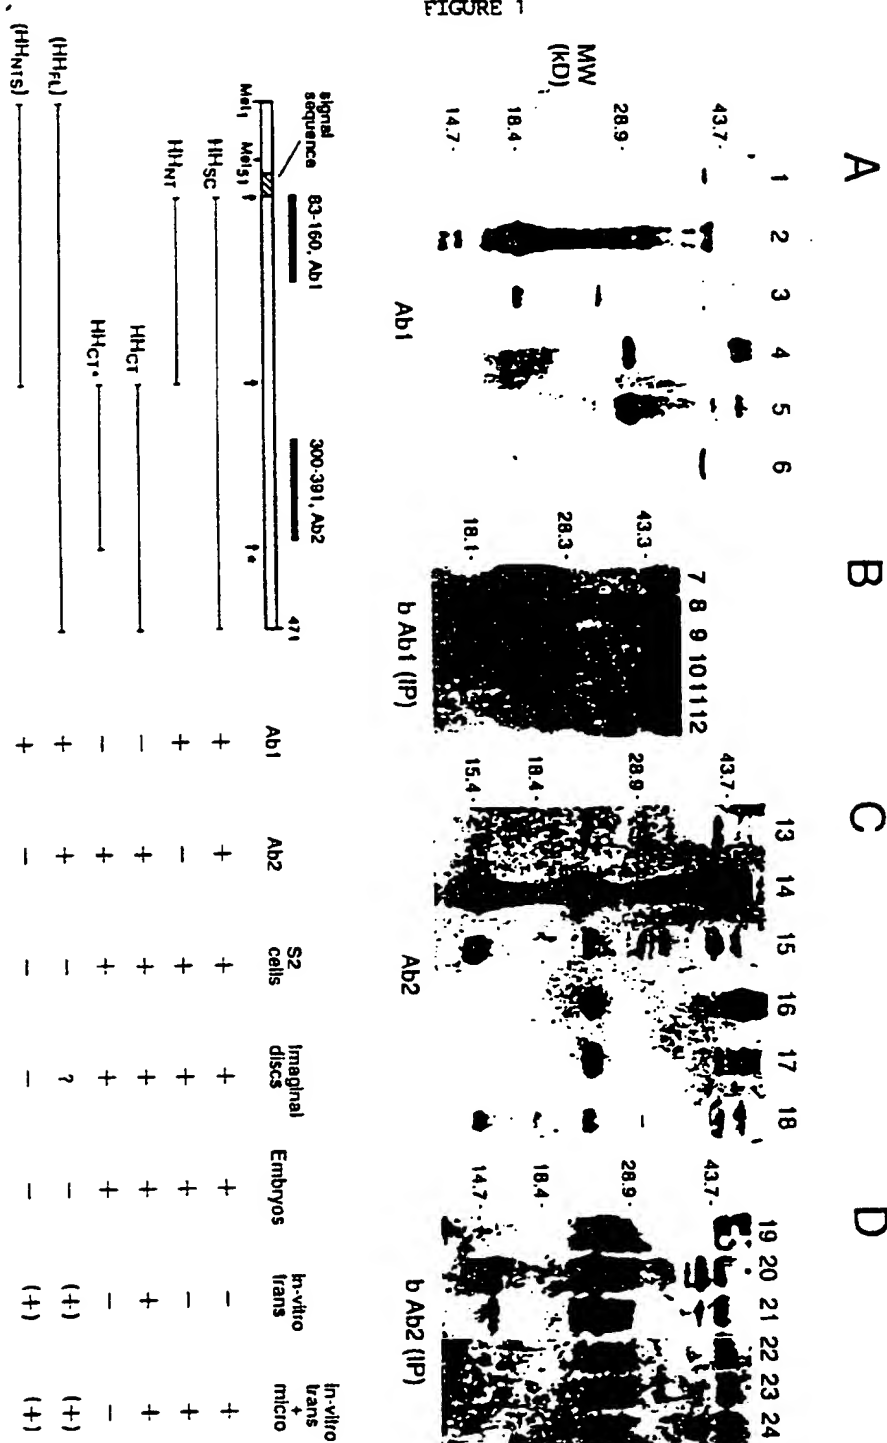 FIGURE 1
A
B
C
D
MW
(kD)
43.7 -
28.9 -
18.4 -
14.7 -
1 2 3 4 5 6
Ab1
43.3 -
28.3 -
18.1 -
7 8 9 10 11 12
b Ab1 (IP)
43.7 -
28.9 -
18.4 -
15.4 -
13 14 15 16 17 18
Ab2
43.7 -
28.9 -
18.4 -
14.7 -
19 20 21 22 23 24
b Ab2 (IP)
signal
sequence
83-160, Ab1
300-391, Ab2
Met1
Met51
*
471
Ab1
Ab2
S2
cells
Imaginal
discs
Embryos
In-vitro
trans
In-vitro
trans
+
micro
HHSC + + + + + - +
HHNT + - + + + - +
HHCT - + + + + + +
HHCT* - + + + + - -
(HHFL) + + - ? - (+) (+)
(HHNTS) + - - - - (+) (+)